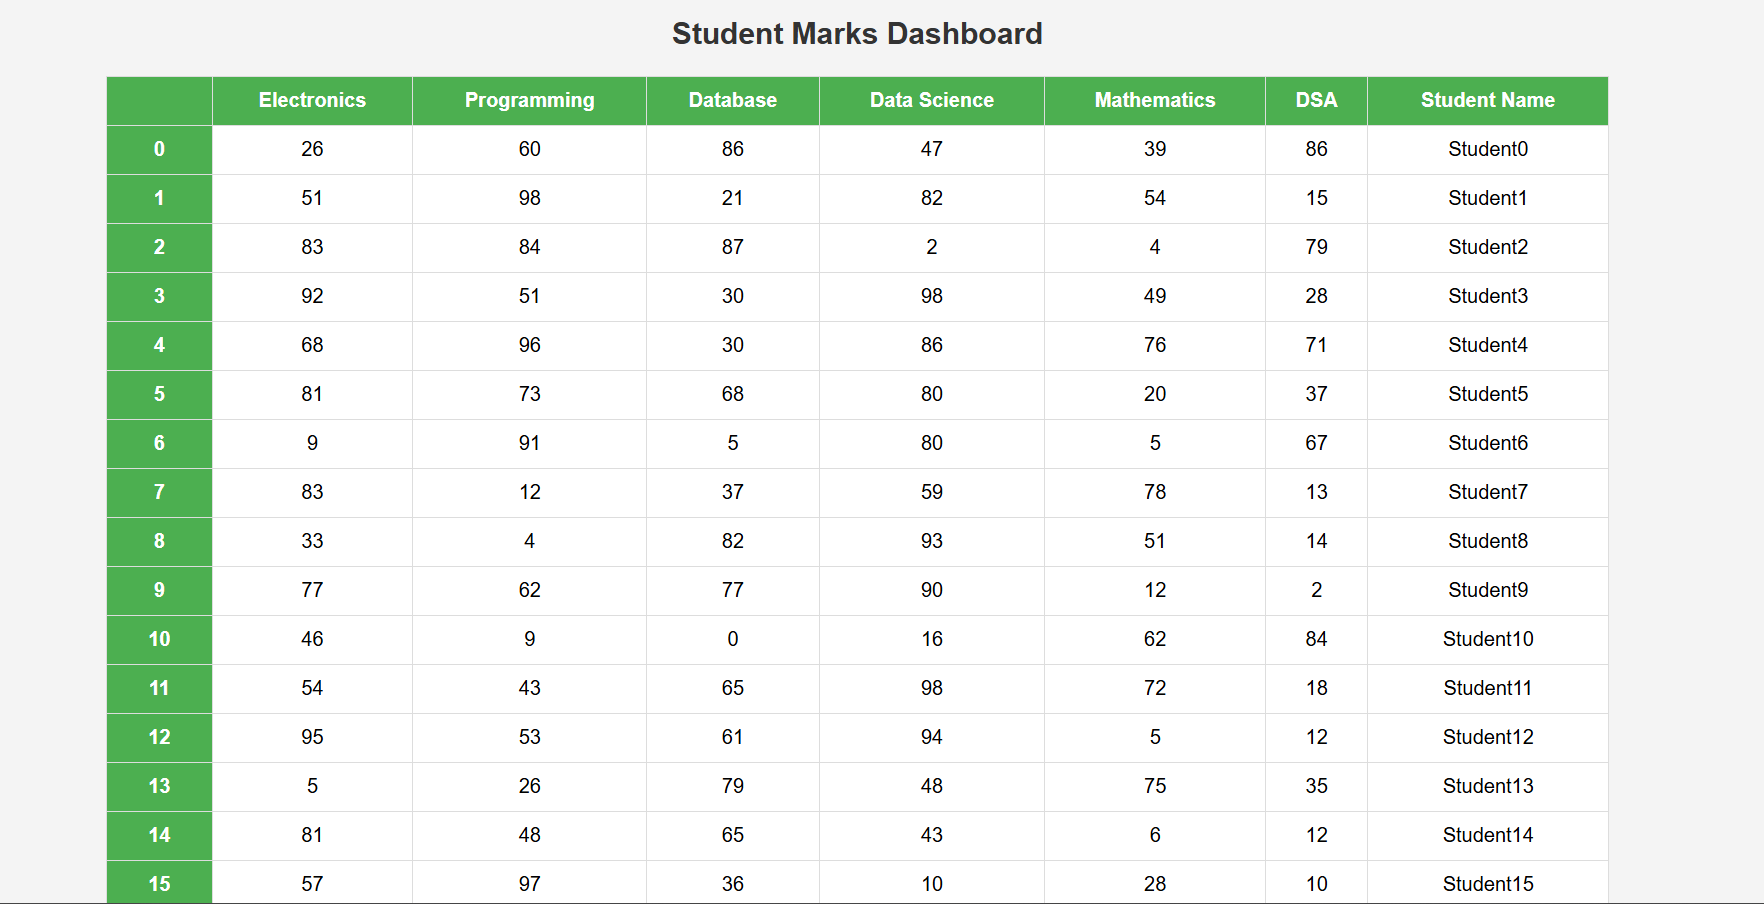 Student Marks Dashboard
Electronics Programming Database Data Science Mathematics DSA Student Name
0 26 60 86 47 39 86 Student0
1 51 98 21 82 54 15 Student1
2 83 84 87 2 4 79 Student2
3 92 51 30 98 49 28 Student3
4 68 96 30 86 76 71 Student4
5 81 73 68 80 20 37 Student5
6 9 91 5 80 5 67 Student6
7 83 12 37 59 78 13 Student7
8 33 4 82 93 51 14 Student8
9 77 62 77 90 12 2 Student9
10 46 9 0 16 62 84 Student10
11 54 43 65 98 72 18 Student11
12 95 53 61 94 5 12 Student12
13 5 26 79 48 75 35 Student13
14 81 48 65 43 6 12 Student14
15 57 97 36 10 28 10 Student15